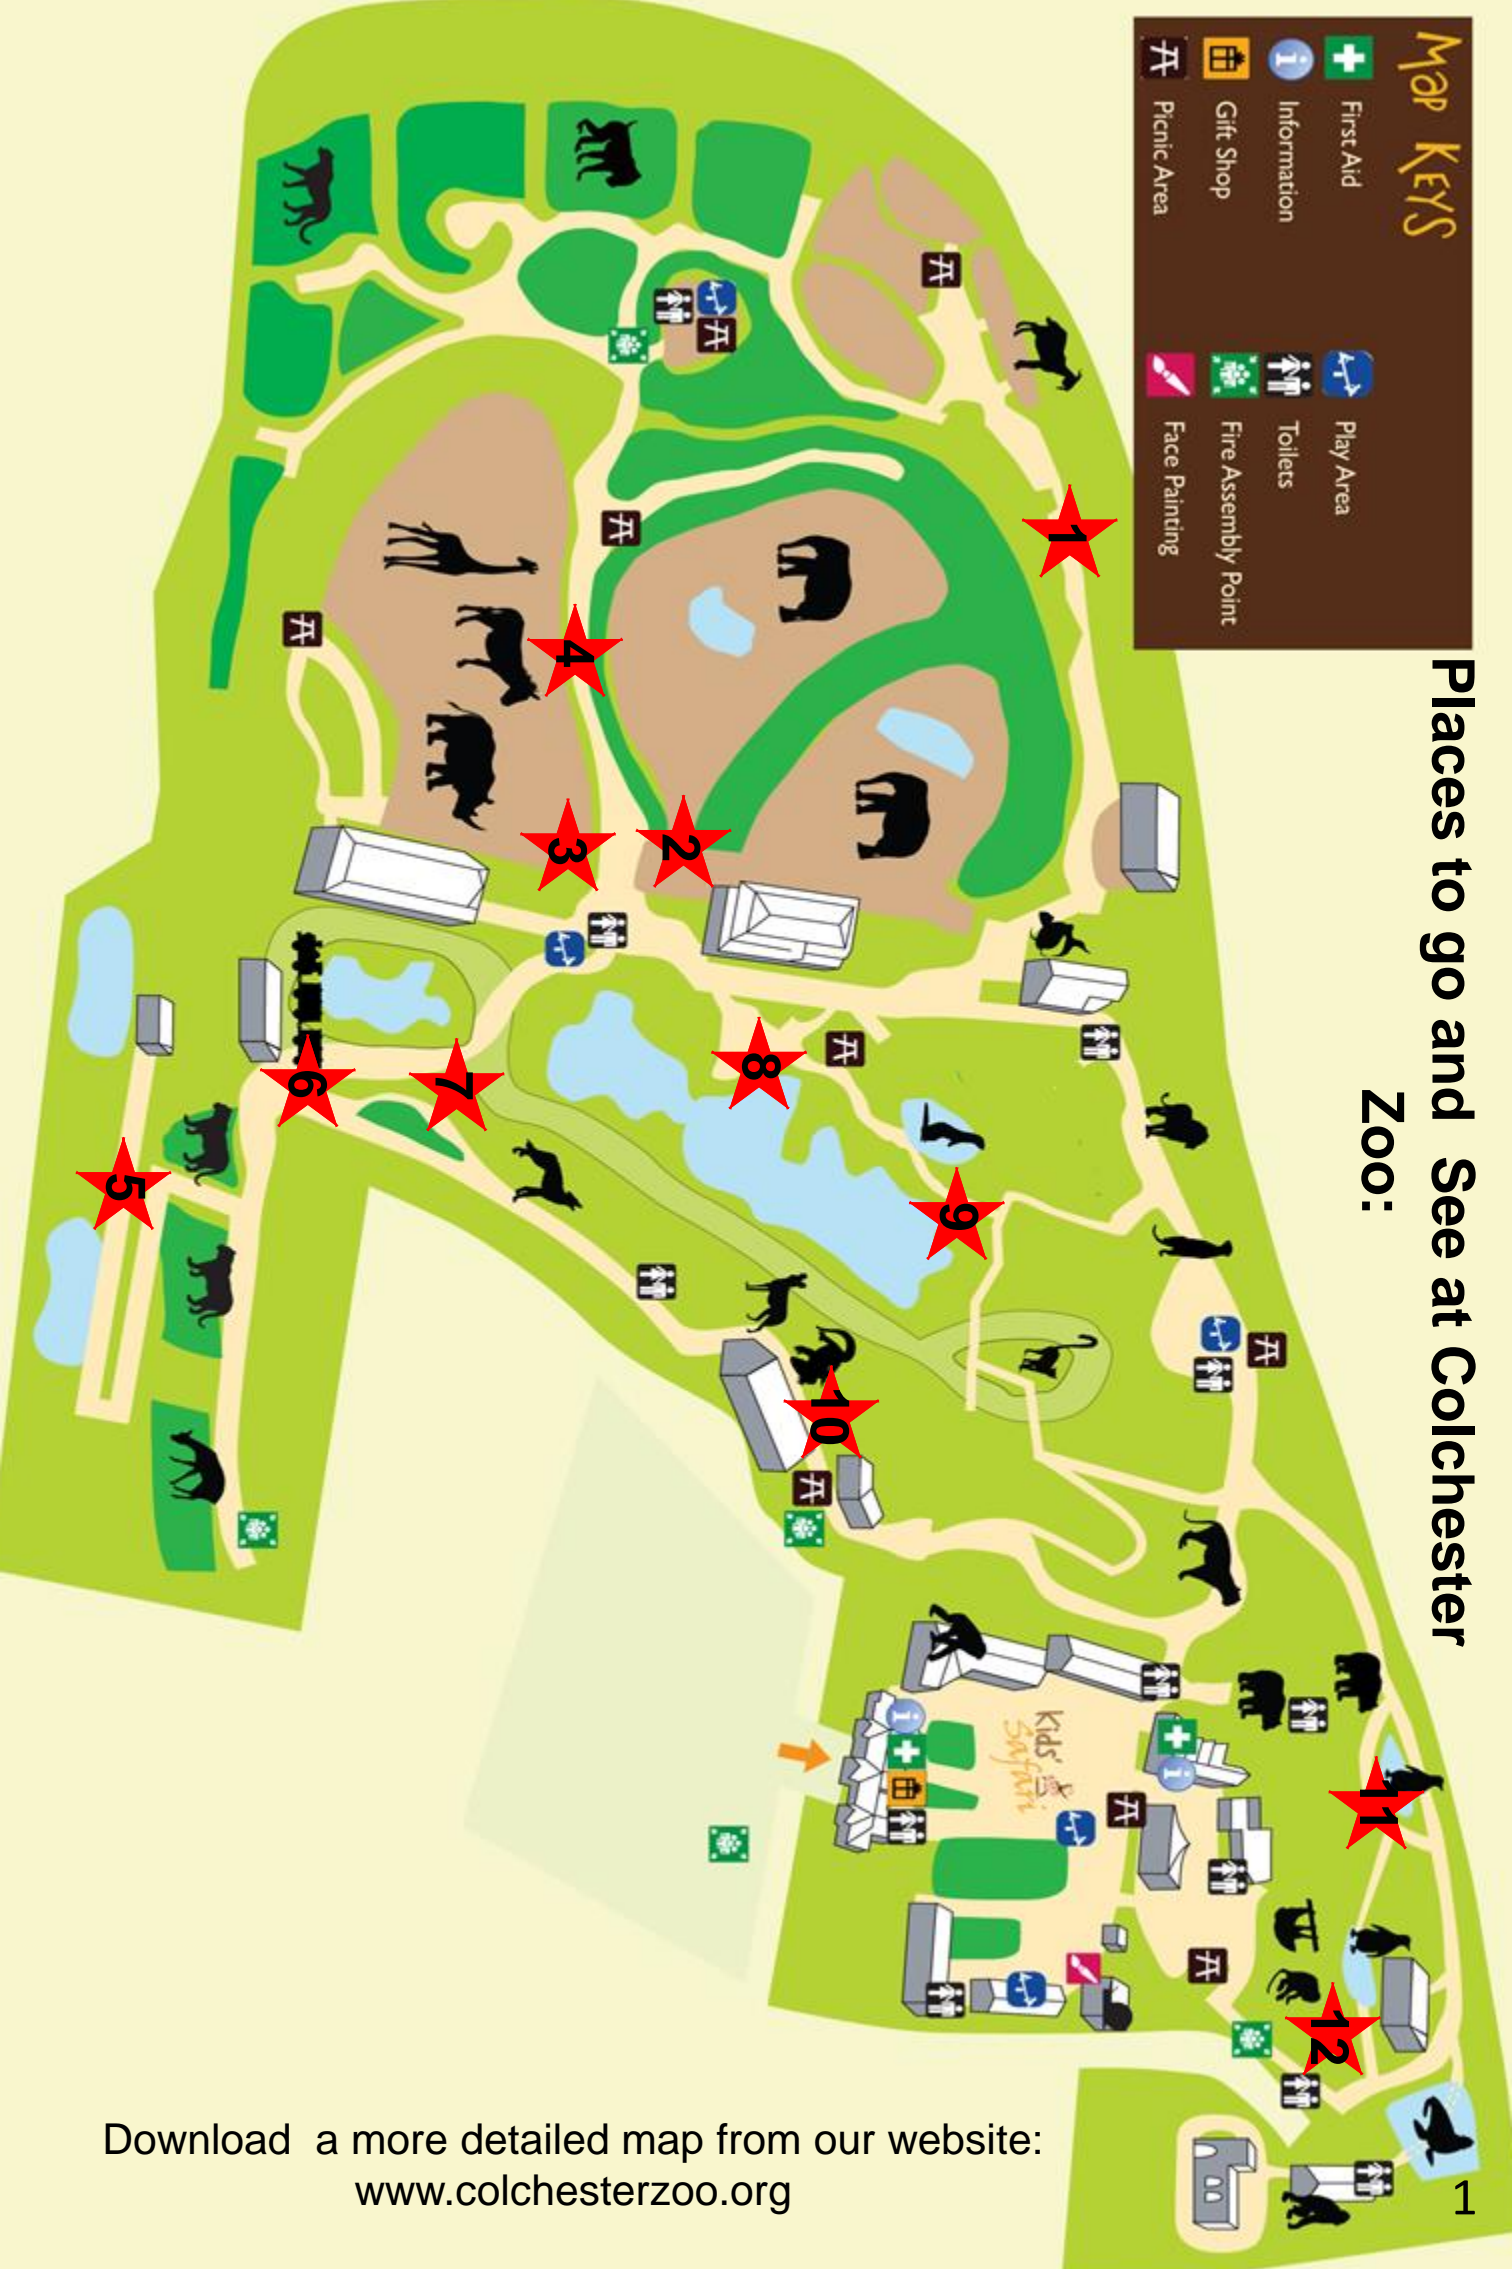 Places to go and  See at Colchester
Zoo:
Map Keys
First Aid
Information
Gift Shop
Picnic Area
Play Area
Toilets
Fire Assembly Point
Face Painting
1
2
3
4
5
6
7
8
9
10
11
12
Kids'
Safari
Download  a more detailed map from our website:
www.colchesterzoo.org
1